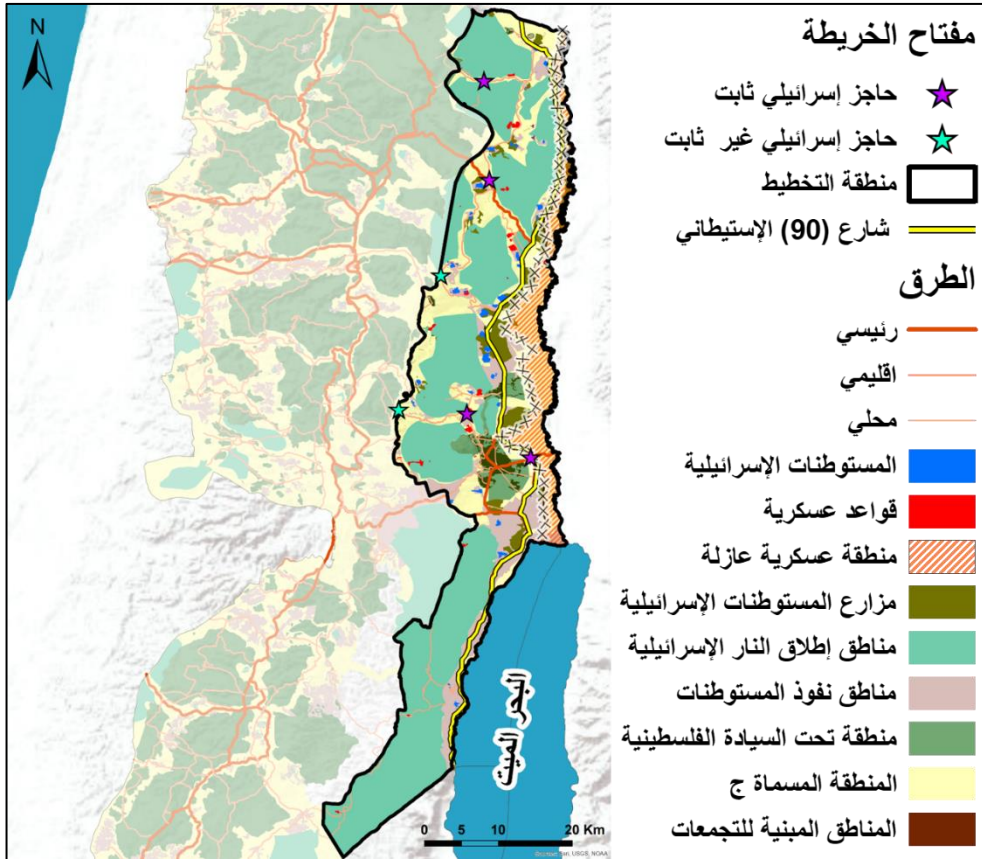 N
مفتاح الخريطة
حاجز إسرائيلي ثابت
حاجز إسرائيلي غير ثابت
منطقة التخطيط
شارع (90) الإستيطاني
الطرق
رئيسي
اقليمي
محلي
المستوطنات الإسرائيلية
قواعد عسكرية
منطقة عسكرية عازلة
مزارع المستوطنات الإسرائيلية
مناطق إطلاق النار الإسرائيلية
مناطق نفوذ المستوطنات
منطقة تحت السيادة الفلسطينية
المنطقة المسماة ج
المناطق المبنية للتجمعات
البحر الميت
0 5 10 20 Km
USGS, NOAA